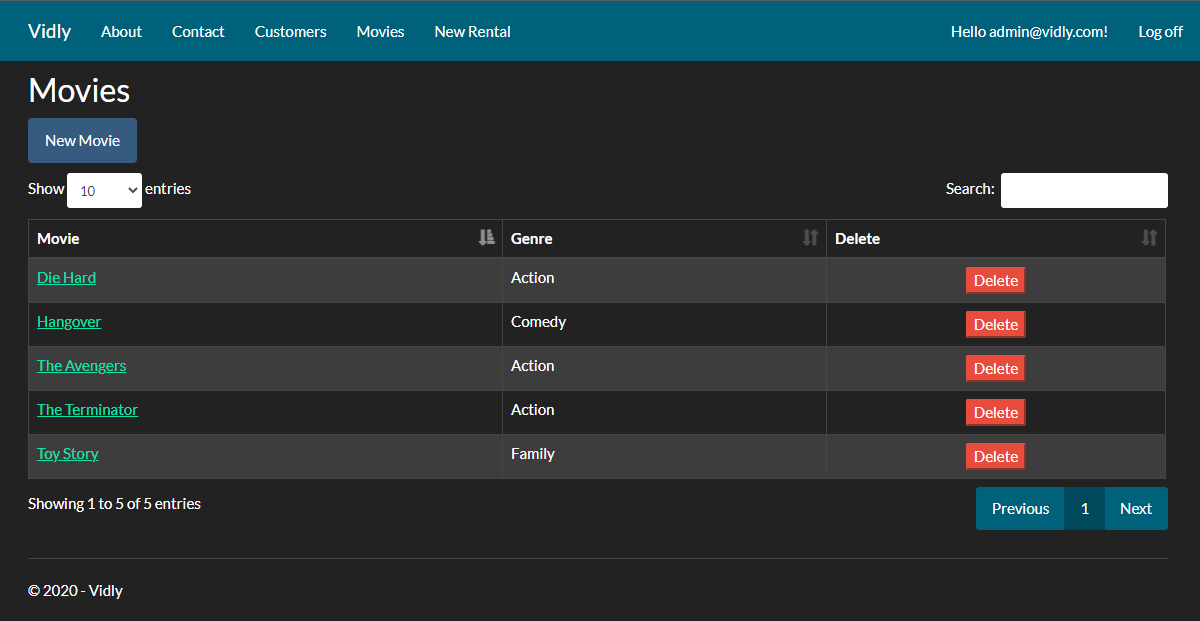 Vidly About Contact Customers Movies New Rental Hello admin@vidly.com! Log off
Movies
New Movie
Show 10 entries Search:
Movie Genre Delete
Die Hard Action Delete
Hangover Comedy Delete
The Avengers Action Delete
The Terminator Action Delete
Toy Story Family Delete
Showing 1 to 5 of 5 entries Previous 1 Next
© 2020 - Vidly